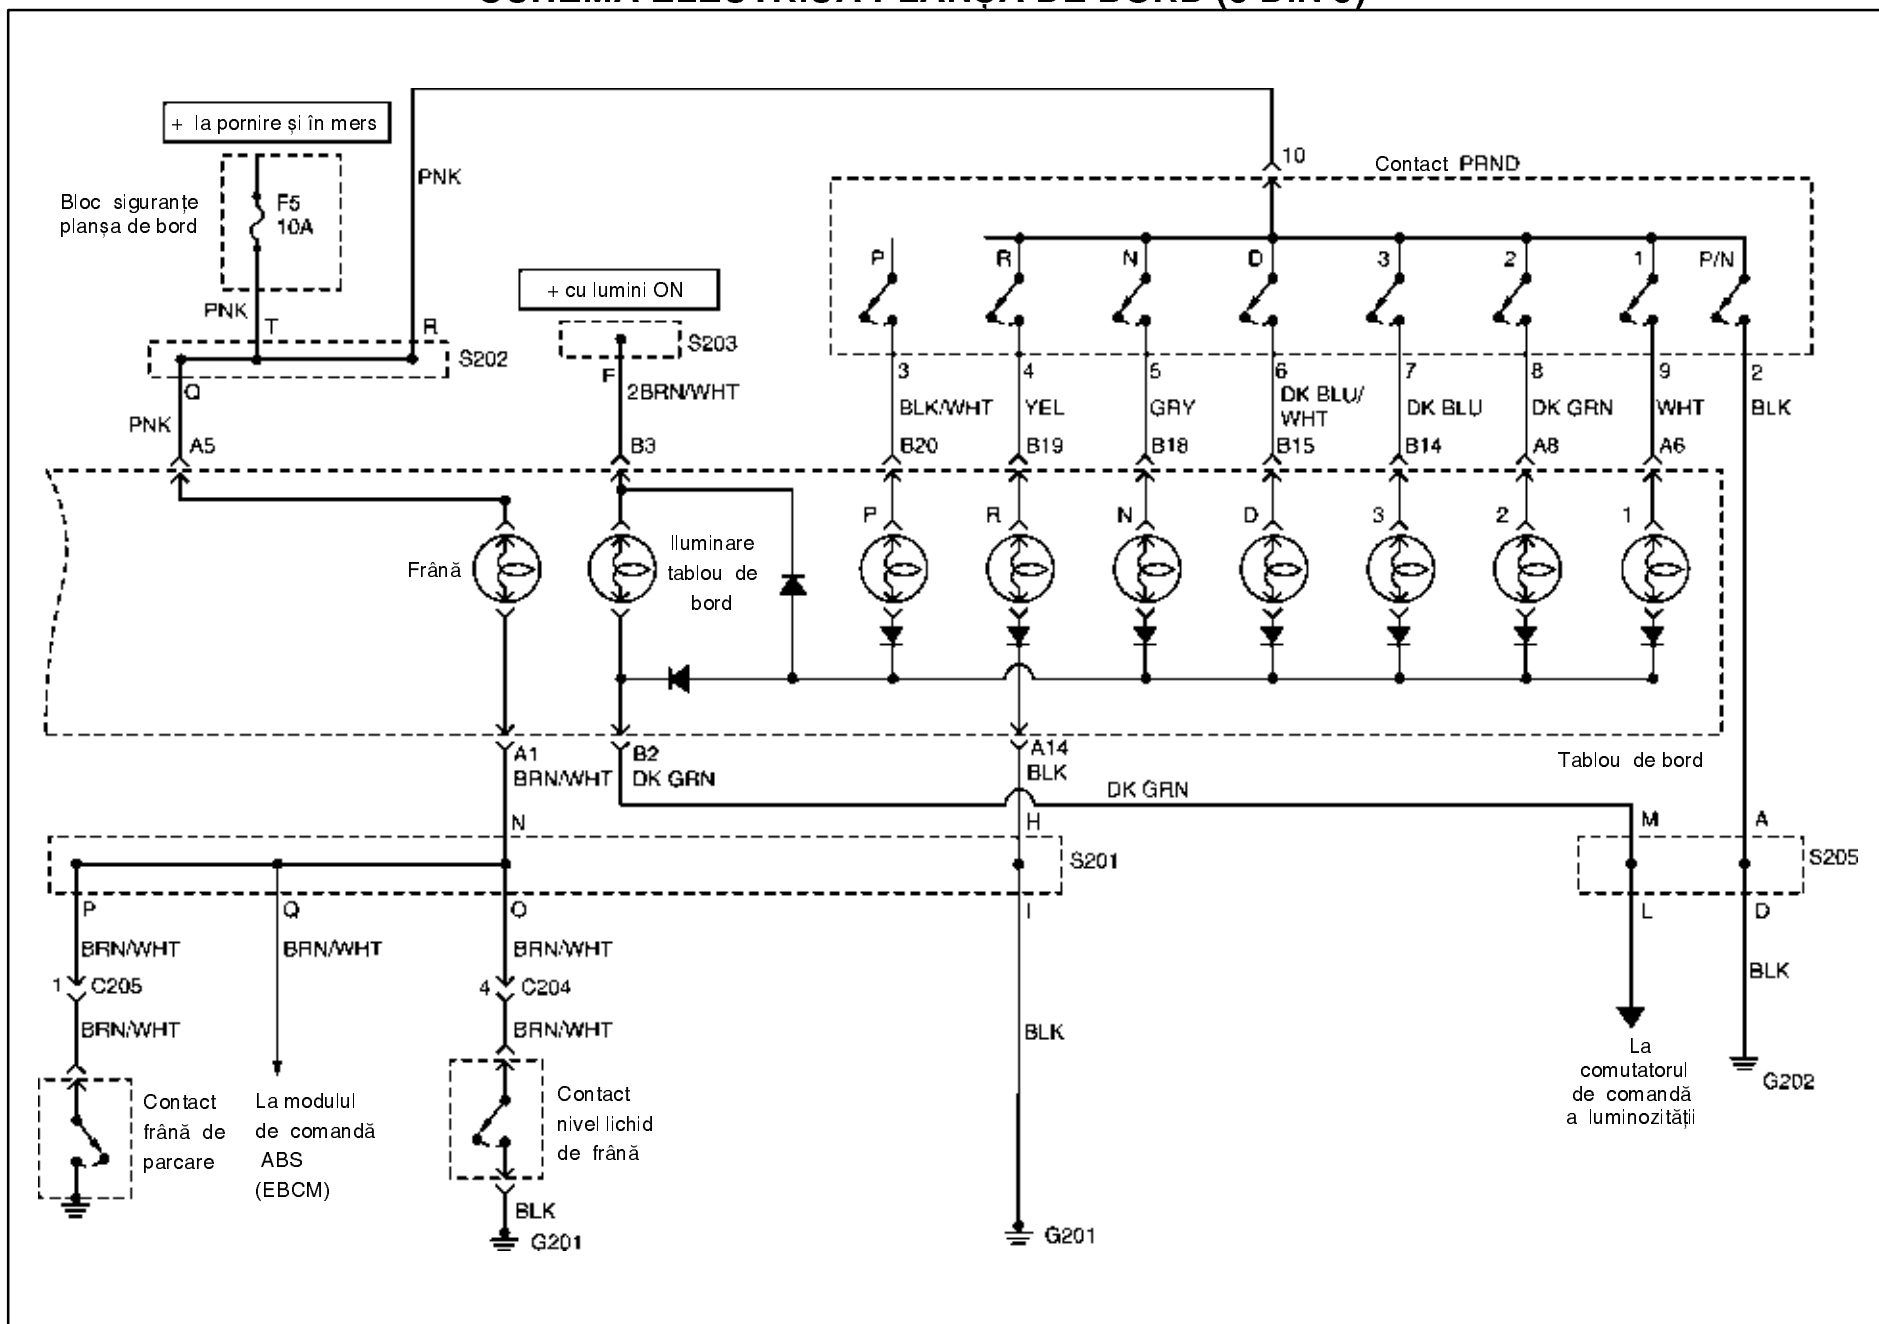 + la pornire și în mers
Bloc siguranțe
planșa de bord
F5
10A
PNK
PNK
T
R
S202
Q
PNK
A5
+ cu lumini ON
S203
F
2BRN/WHT
B3
10
Contact PRND
P
R
N
D
3
2
1
P/N
3
4
5
6
7
8
9
2
BLK/WHT
YEL
GRY
DK BLU/
WHT
DK BLU
DK GRN
WHT
BLK
B20
B19
B18
B15
B14
A8
A6
P
R
N
D
3
2
1
Frână
Iluminare
tablou de
bord
A1
BRN/WHT
B2
DK GRN
A14
BLK
Tablou de bord
DK GRN
N
H
M
A
S201
S205
P
Q
O
I
L
D
BRN/WHT
BRN/WHT
BRN/WHT
BLK
1
C205
4
C204
BRN/WHT
BRN/WHT
BLK
Contact
frână de
parcare
La modulul
de comandă
ABS
(EBCM)
Contact
nivel lichid
de frână
La
comutatorul
de comandă
a luminozității
G202
BLK
G201
G201